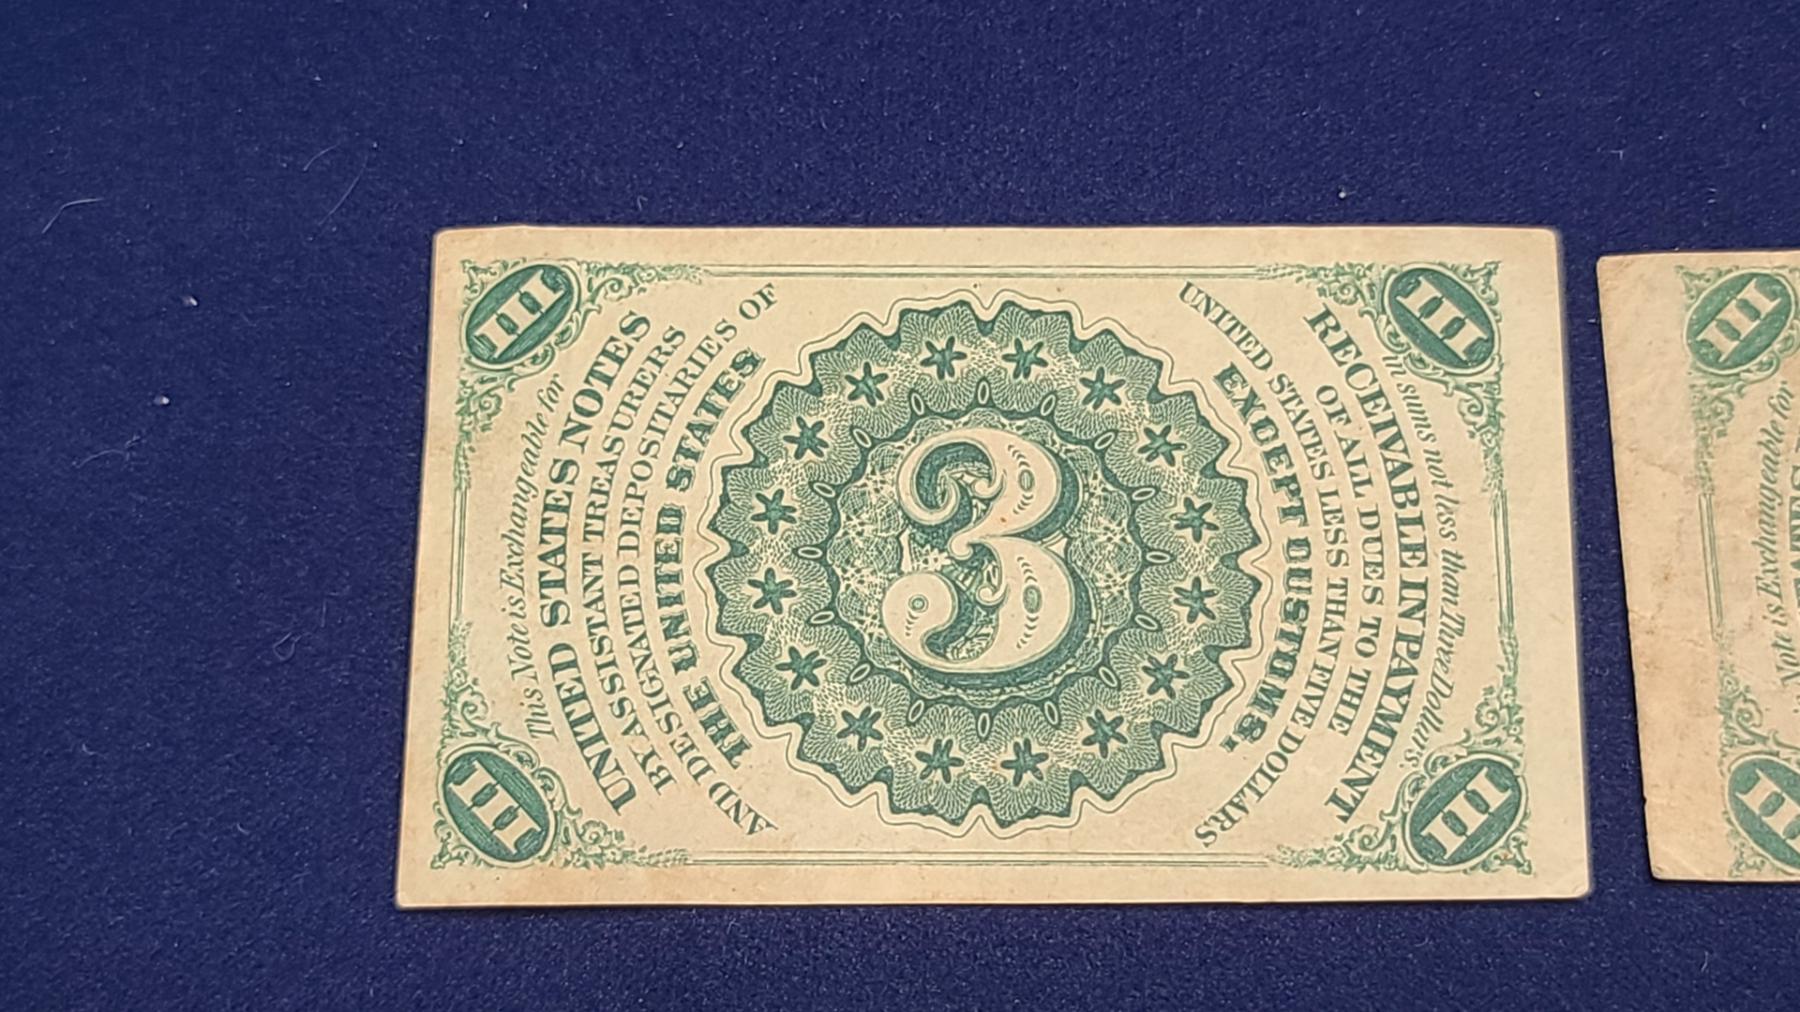 III
III
This Note is Exchangeable for
UNITED STATES NOTES
BY ASSISTANT TREASURERS
AND DESIGNATED DEPOSITARIES OF
THE UNITED STATES
3
UNITED STATES LESS THAN FIVE DOLLARS
EXCEPT CUSTOMS.
OF ALL DUES TO THE
RECEIVABLE IN PAYMENT
in sums not less than Three Dollars
III
III
III
Note is Exchangeable for
III